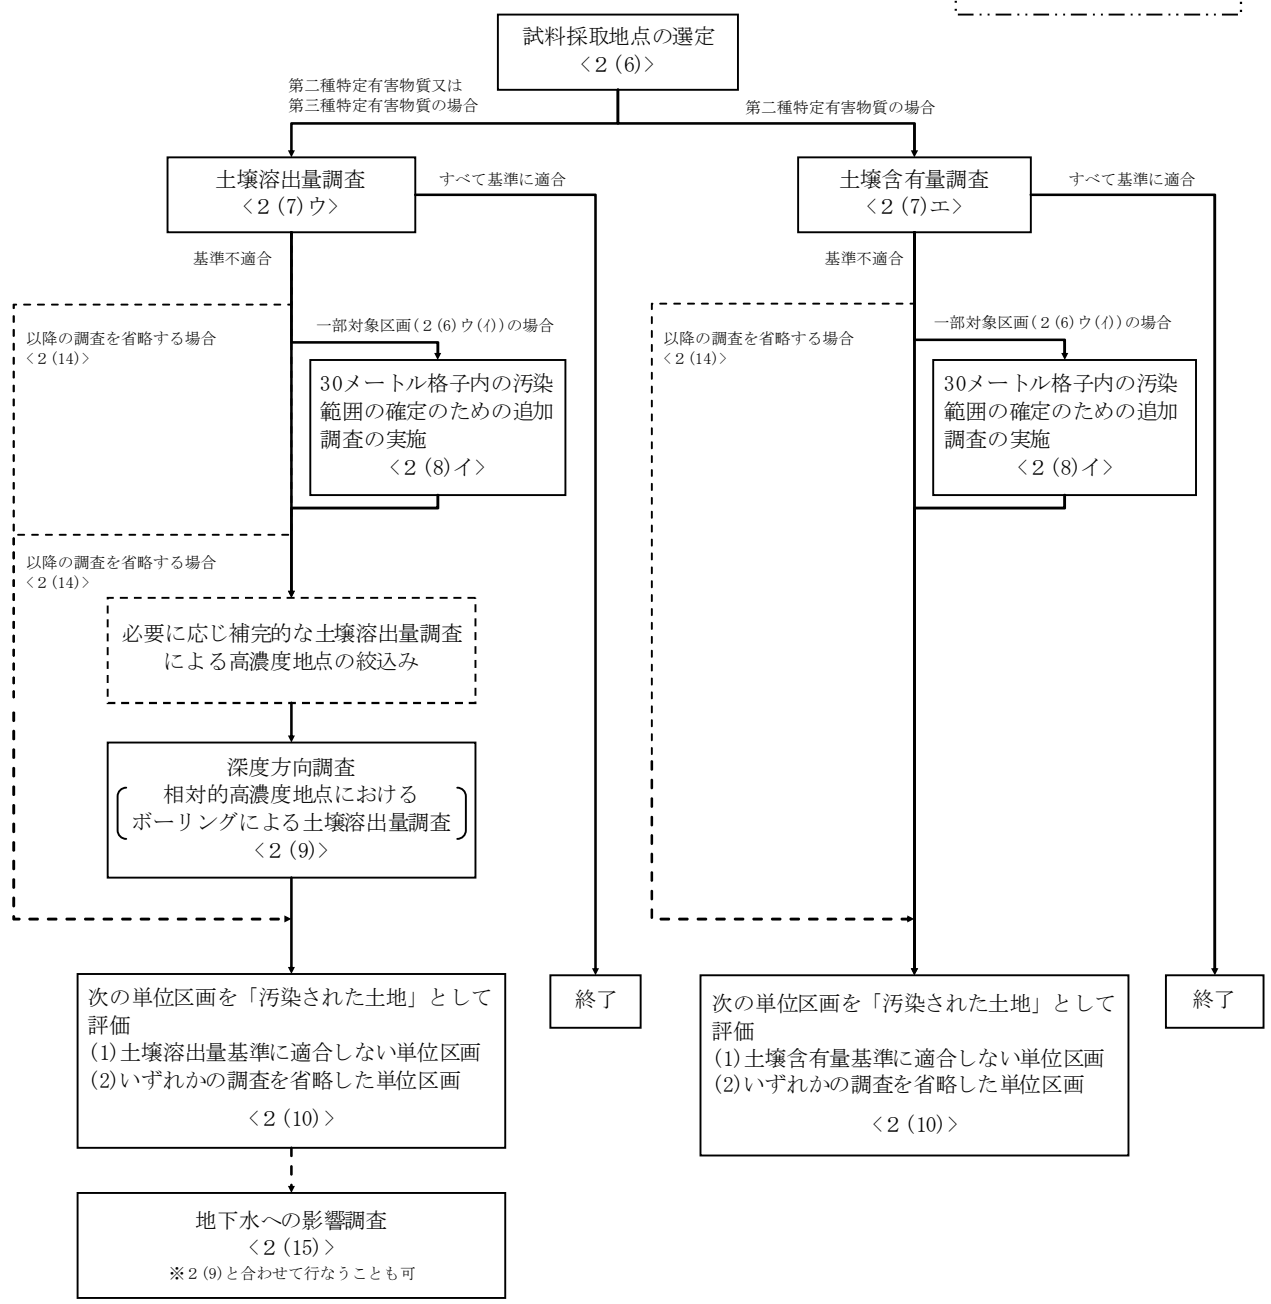 試料採取地点の選定
<2(6)>
第二種特定有害物質又は
第三種特定有害物質の場合
第二種特定有害物質の場合
土壌溶出量調査
<2(7)ウ>
すべて基準に適合
土壌含有量調査
<2(7)エ>
すべて基準に適合
基準不適合
基準不適合
以降の調査を省略する場合
<2(14)>
一部対象区画(2(6)ウ(イ))の場合
30メートル格子内の汚染
範囲の確定のための追加
調査の実施
<2(8)イ>
以降の調査を省略する場合
<2(14)>
一部対象区画(2(6)ウ(イ))の場合
30メートル格子内の汚染
範囲の確定のための追加
調査の実施
<2(8)イ>
以降の調査を省略する場合
<2(14)>
必要に応じ補完的な土壌溶出量調査
による高濃度地点の絞込み
深度方向調査
相対的高濃度地点における
ボーリングによる土壌溶出量調査
<2(9)>
次の単位区画を「汚染された土地」として
評価
(1)土壌溶出量基準に適合しない単位区画
(2)いずれかの調査を省略した単位区画
<2(10)>
終了
次の単位区画を「汚染された土地」として
評価
(1)土壌含有量基準に適合しない単位区画
(2)いずれかの調査を省略した単位区画
<2(10)>
終了
地下水への影響調査
<2(15)>
※2(9)と合わせて行なうことも可